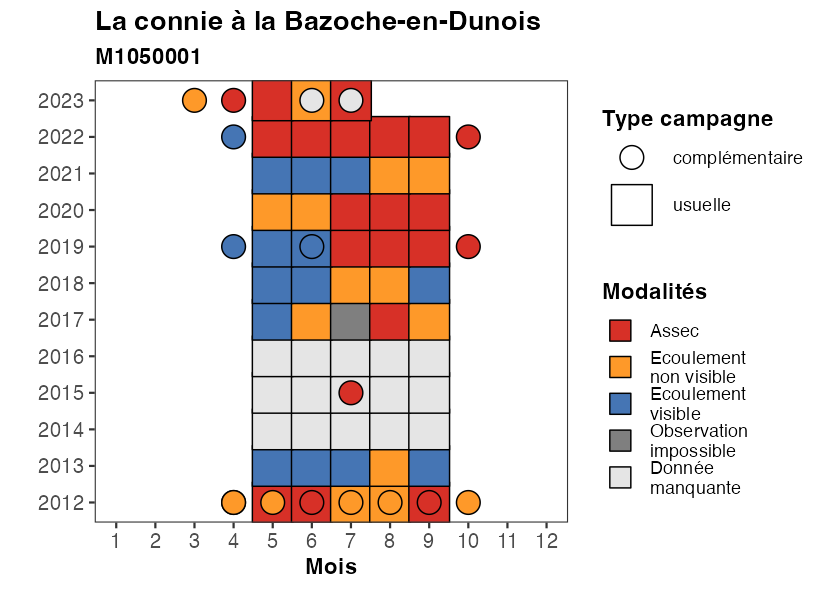 La connie à la Bazoche-en-Dunois
M1050001
2023
2022
2021
2020
2019
2018
2017
2016
2015
2014
2013
2012
1 2 3 4 5 6 7 8 9 10 11 12
Mois
Type campagne
complémentaire
usuelle
Modalités
Assec
Ecoulement
non visible
Ecoulement
visible
Observation
impossible
Donnée
manquante